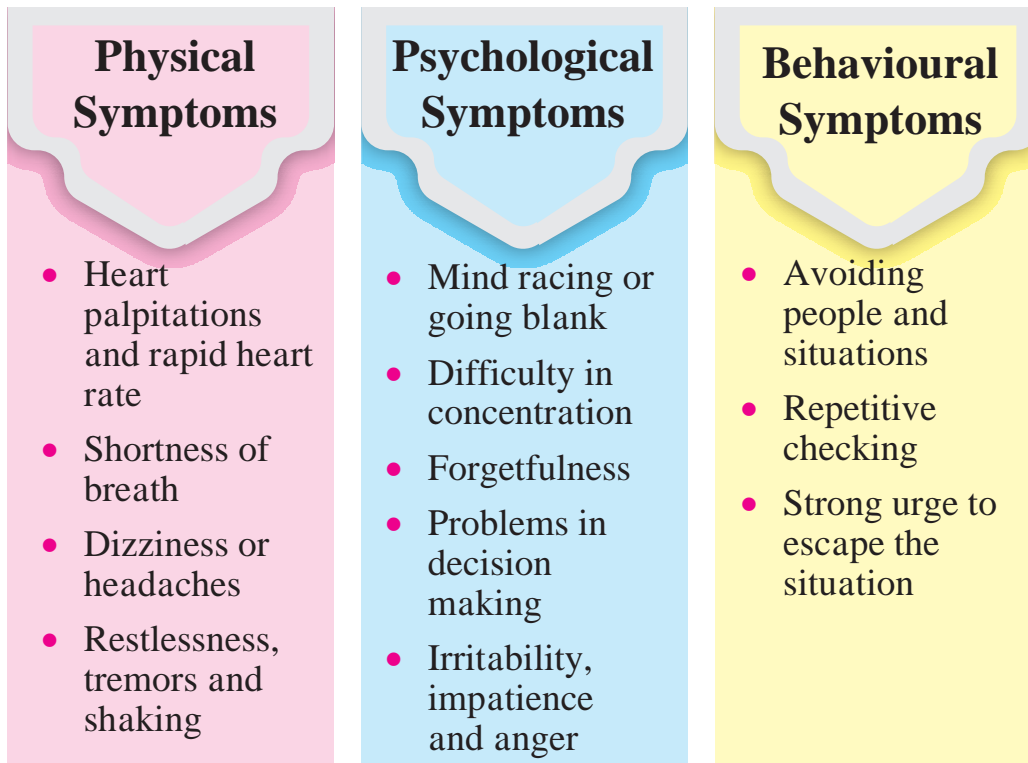 Physical
Symptoms
• Heart
palpitations
and rapid heart
rate
• Shortness of
breath
• Dizziness or
headaches
• Restlessness,
tremors and
shaking
Psychological
Symptoms
• Mind racing or
going blank
• Difficulty in
concentration
• Forgetfulness
• Problems in
decision
making
• Irritability,
impatience
and anger
Behavioural
Symptoms
• Avoiding
people and
situations
• Repetitive
checking
• Strong urge to
escape the
situation